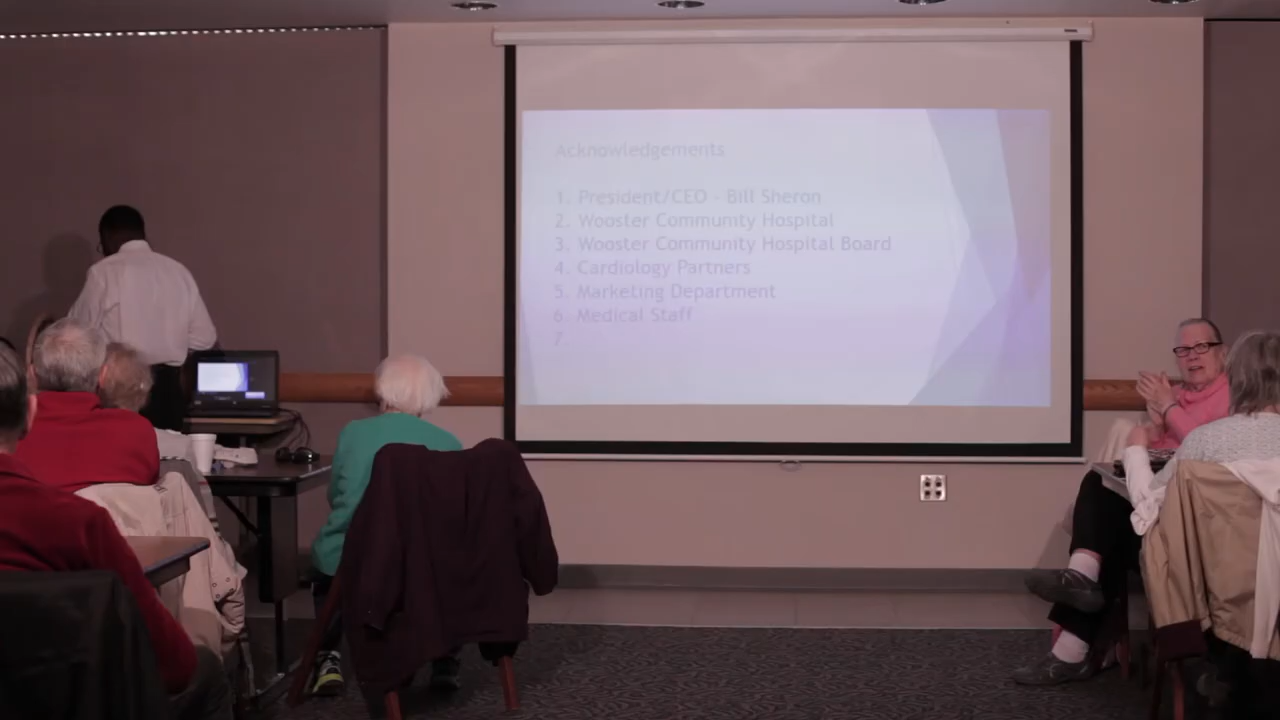 Acknowledgements
1. President/CEO - Bill Sheron
2. Wooster Community Hospital
3. Wooster Community Hospital Board
4. Cardiology Partners
5. Marketing Department
6. Medical Staff
7